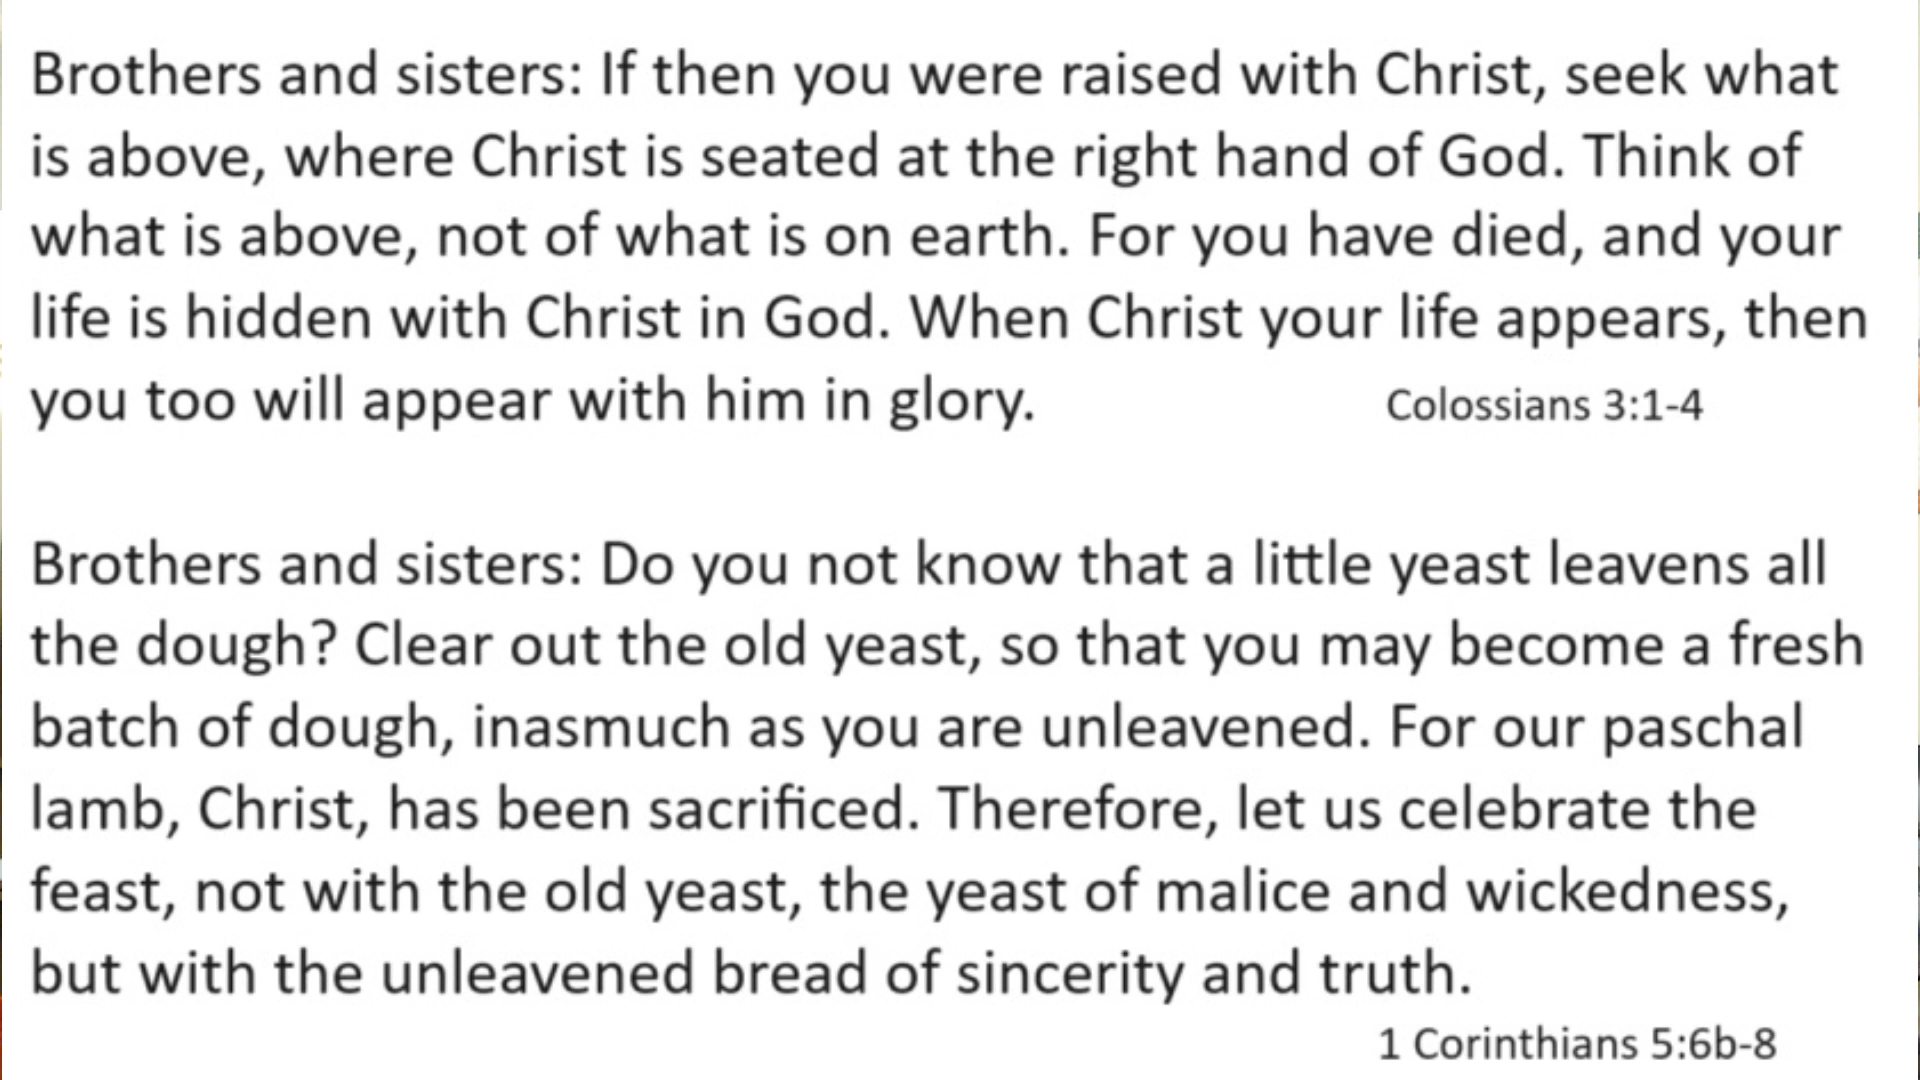 Brothers and sisters: If then you were raised with Christ, seek what
is above, where Christ is seated at the right hand of God. Think of
what is above, not of what is on earth. For you have died, and your
life is hidden with Christ in God. When Christ your life appears, then
you too will appear with him in glory. Colossians 3:1-4
Brothers and sisters: Do you not know that a little yeast leavens all
the dough? Clear out the old yeast, so that you may become a fresh
batch of dough, inasmuch as you are unleavened. For our paschal
lamb, Christ, has been sacrificed. Therefore, let us celebrate the
feast, not with the old yeast, the yeast of malice and wickedness,
but with the unleavened bread of sincerity and truth.
1 Corinthians 5:6b-8